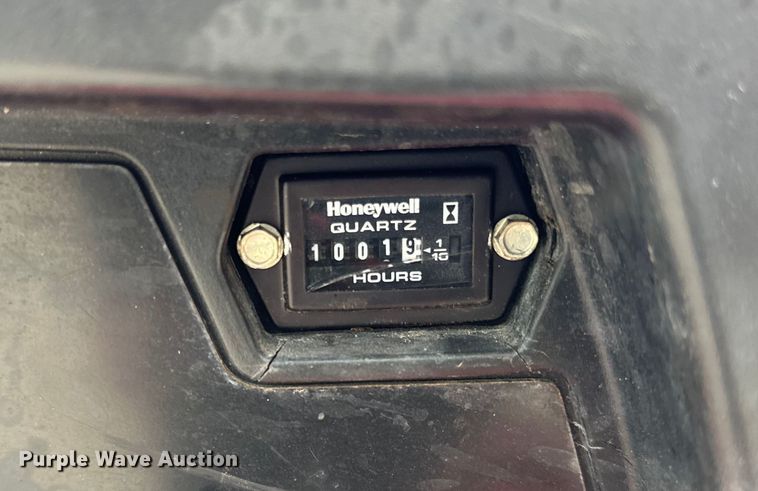 Honeywell
QUARTZ
10019 1/10
HOURS
Purple Wave Auction